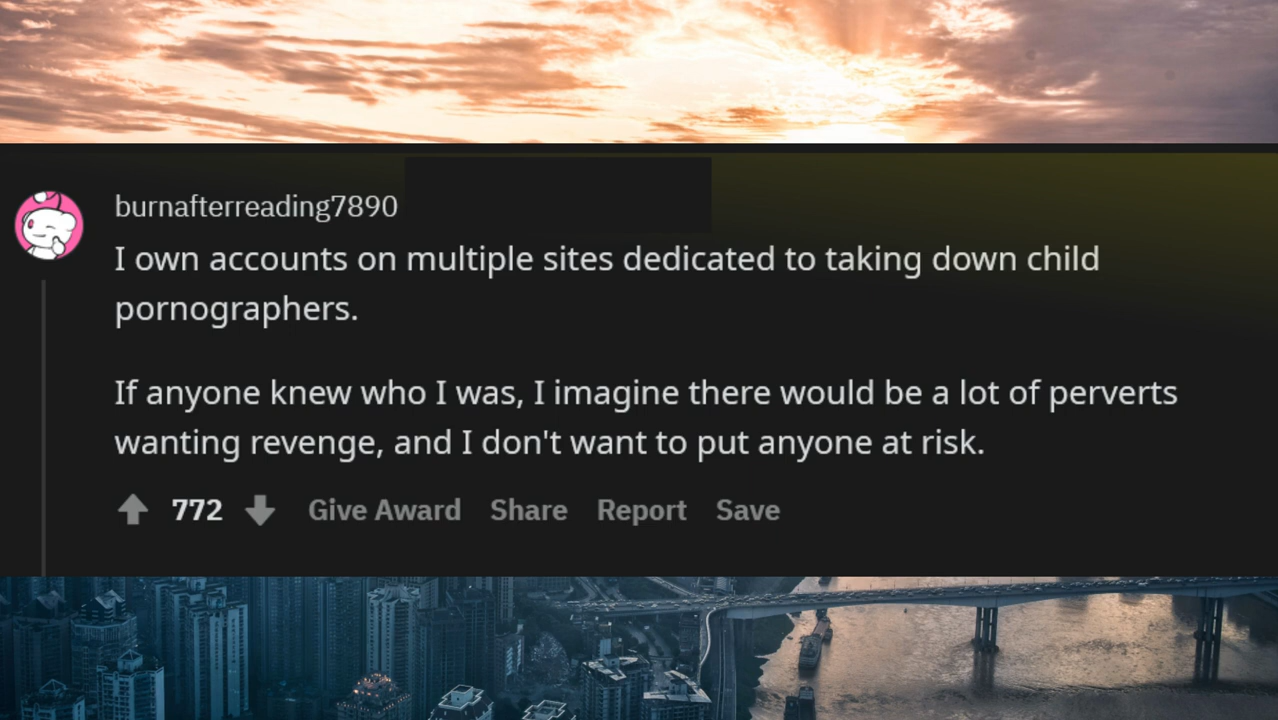 burnafterreading7890
I own accounts on multiple sites dedicated to taking down child
pornographers.
If anyone knew who I was, I imagine there would be a lot of perverts
wanting revenge, and I don't want to put anyone at risk.
772 Give Award Share Report Save